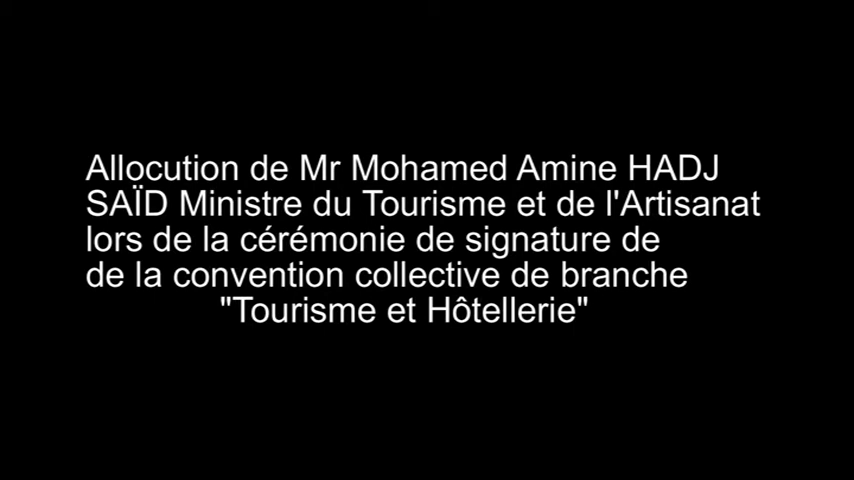 Allocution de Mr Mohamed Amine HADJ
SAÏD Ministre du Tourisme et de l'Artisanat
lors de la cérémonie de signature de
de la convention collective de branche
"Tourisme et Hôtellerie"